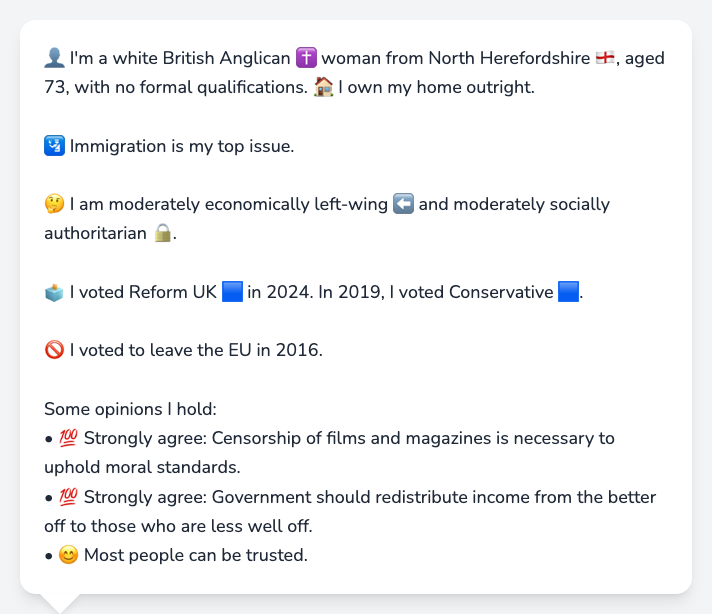 👤 I'm a white British Anglican ✝️ woman from North Herefordshire 🏴󠁧󠁢󠁥󠁮󠁧󠁿, aged
73, with no formal qualifications. 🏠 I own my home outright.
🛂 Immigration is my top issue.
🤔 I am moderately economically left-wing ⬅️ and moderately socially
authoritarian 🔒.
🗳️ I voted Reform UK 🟦 in 2024. In 2019, I voted Conservative 🟦.
🚫 I voted to leave the EU in 2016.
Some opinions I hold:
• 💯 Strongly agree: Censorship of films and magazines is necessary to
uphold moral standards.
• 💯 Strongly agree: Government should redistribute income from the better
off to those who are less well off.
• 😊 Most people can be trusted.